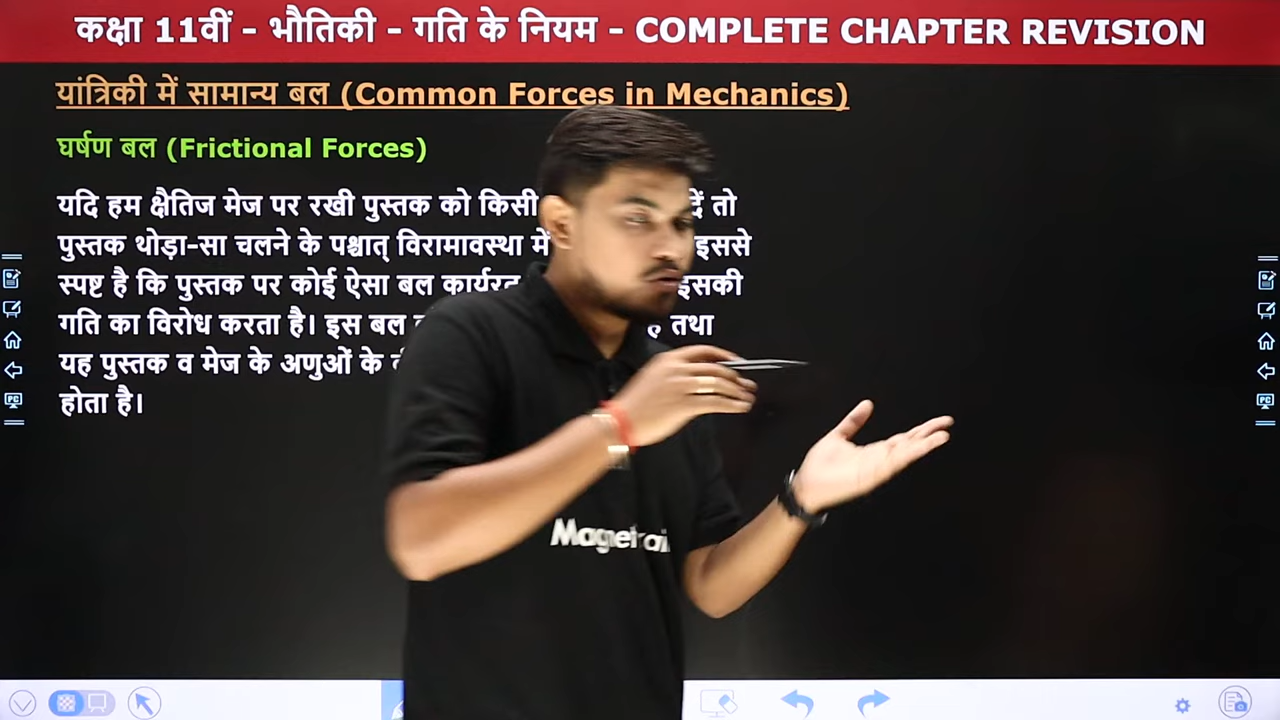 कक्षा 11वीं - भौतिकी - गति के नियम - COMPLETE CHAPTER REVISION
यांत्रिकी में सामान्य बल (Common Forces in Mechanics)
घर्षण बल (Frictional Forces)
यदि हम क्षैतिज मेज पर रखी पुस्तक को किसी तो
पुस्तक थोड़ा-सा चलने के पश्चात् विरामावस्था में इससे
स्पष्ट है कि पुस्तक पर कोई ऐसा बल कार्यरत इसकी
गति का विरोध करता है। इस बल तथा
यह पुस्तक व मेज के अणुओं के
होता है।
PC
PC